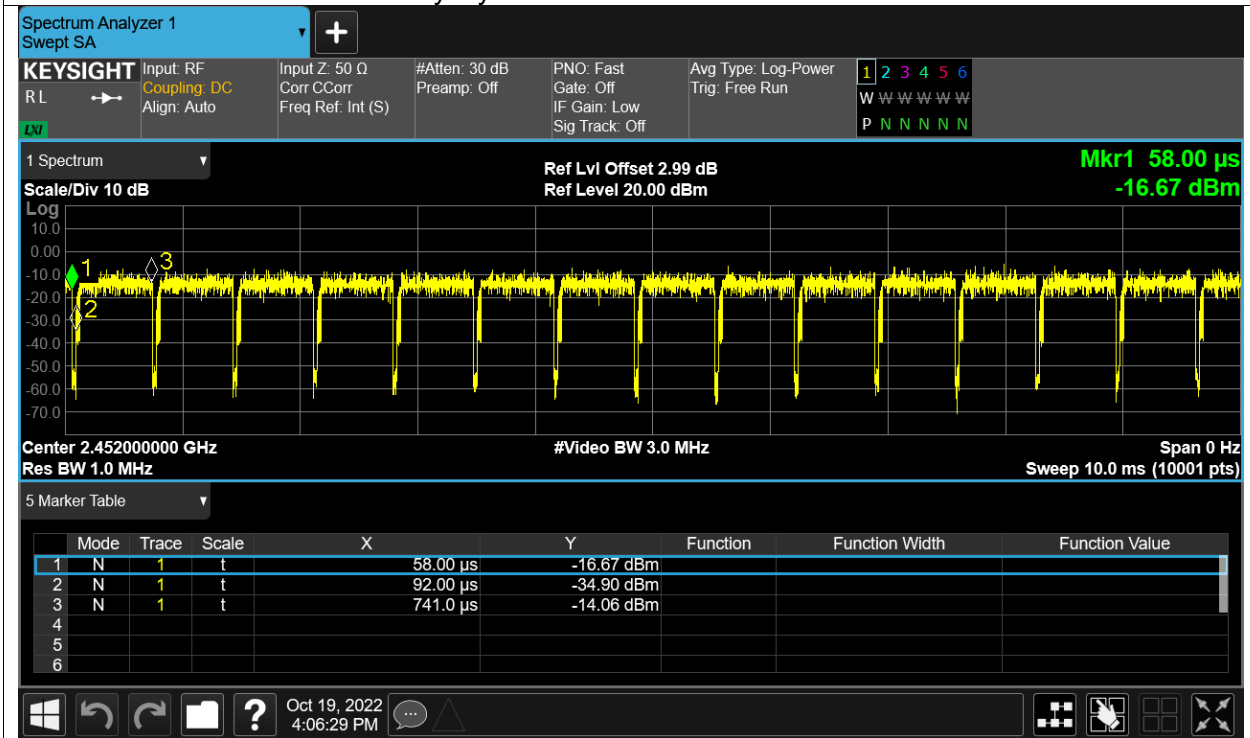 Spectrum Analyzer 1
Swept SA
+
KEYSIGHT Input: RF Input Z: 50 Ω #Atten: 30 dB PNO: Fast Avg Type: Log-Power 1 2 3 4 5 6
R L Coupling: DC Corr CCorr Preamp: Off Gate: Off Trig: Free Run W W W W W W
Align: Auto Freq Ref: Int (S) IF Gain: Low
LXI Sig Track: Off P N N N N N
1 Spectrum Ref Lvl Offset 2.99 dB Mkr1 58.00 µs
Scale/Div 10 dB Ref Level 20.00 dBm -16.67 dBm
Log
10.0
0.00
-10.0 1 3
-20.0 2
-30.0
-40.0
-50.0
-60.0
-70.0
Center 2.452000000 GHz #Video BW 3.0 MHz Span 0 Hz
Res BW 1.0 MHz Sweep 10.0 ms (10001 pts)
5 Marker Table
Mode Trace Scale X Y Function Function Width Function Value
1 N 1 t 58.00 µs -16.67 dBm
2 N 1 t 92.00 µs -34.90 dBm
3 N 1 t 741.0 µs -14.06 dBm
4
5
6
? Oct 19, 2022
4:06:29 PM